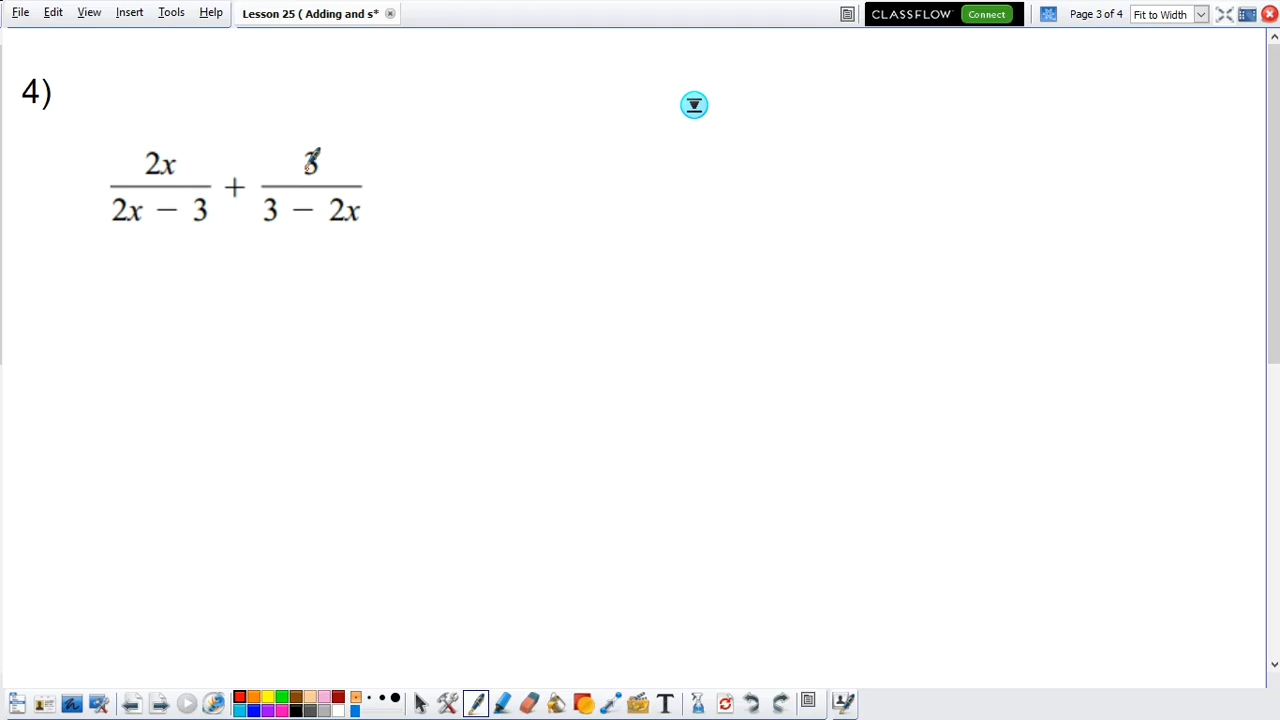 File Edit View Insert Tools Help Lesson 25 ( Adding and s* CLASSFLOW Connect Page 3 of 4 Fit to Width
4)
2x/(2x − 3) + 3/(3 − 2x)
T